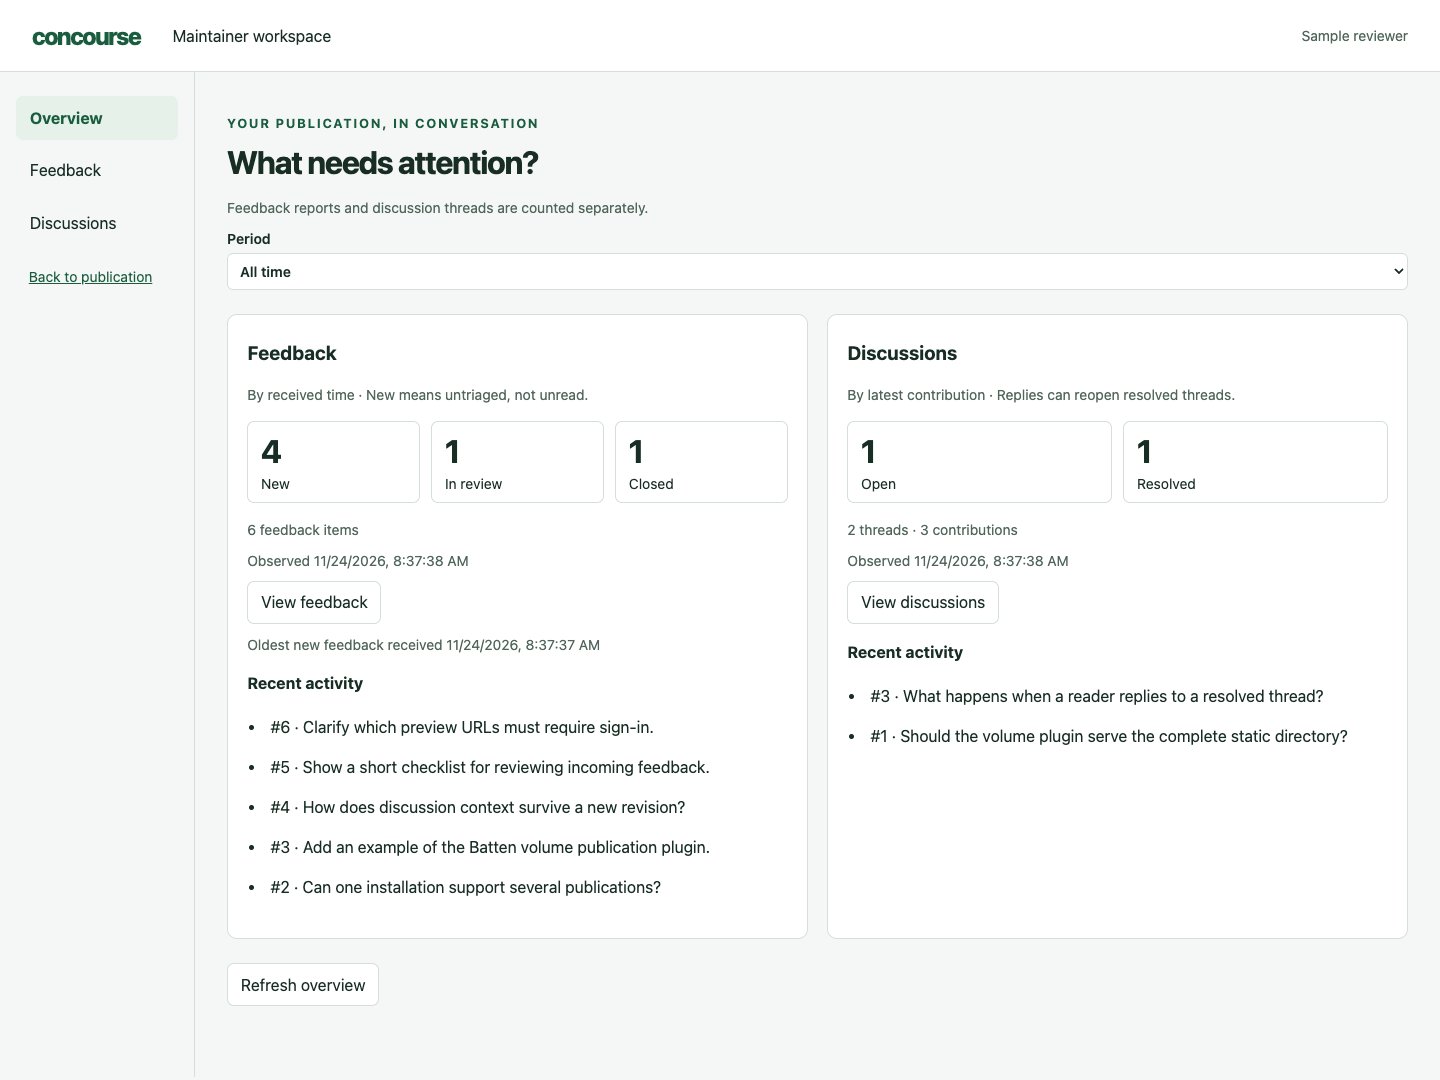 concourse
Maintainer workspace
Sample reviewer
Overview
Feedback
Discussions
Back to publication
YOUR PUBLICATION, IN CONVERSATION
What needs attention?
Feedback reports and discussion threads are counted separately.
Period
All time
Feedback
By received time · New means untriaged, not unread.
4
New
1
In review
1
Closed
6 feedback items
Observed 11/24/2026, 8:37:38 AM
View feedback
Oldest new feedback received 11/24/2026, 8:37:37 AM
Recent activity
• #6 · Clarify which preview URLs must require sign-in.
• #5 · Show a short checklist for reviewing incoming feedback.
• #4 · How does discussion context survive a new revision?
• #3 · Add an example of the Batten volume publication plugin.
• #2 · Can one installation support several publications?
Discussions
By latest contribution · Replies can reopen resolved threads.
1
Open
1
Resolved
2 threads · 3 contributions
Observed 11/24/2026, 8:37:38 AM
View discussions
Recent activity
• #3 · What happens when a reader replies to a resolved thread?
• #1 · Should the volume plugin serve the complete static directory?
Refresh overview